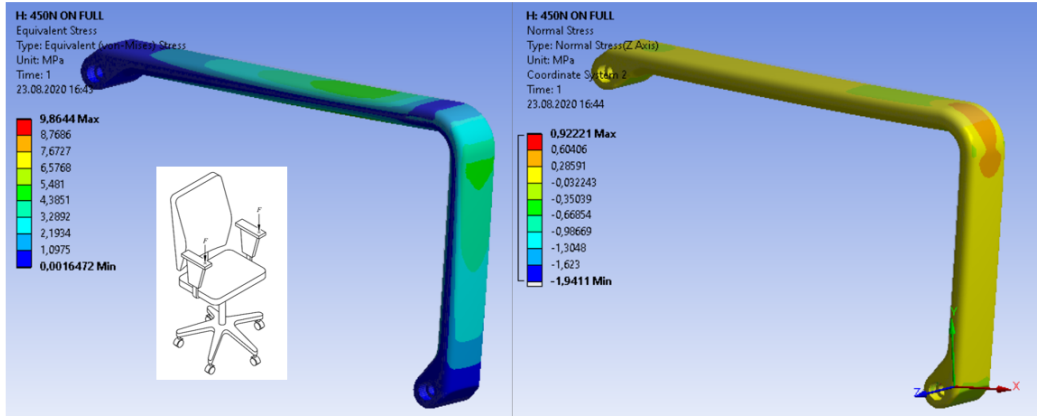 H: 450N ON FULL
Equivalent Stress
Type: Equivalent (von-Mises) Stress
Unit: MPa
Time: 1
23.08.2020 16:43
9,8644 Max
8,7686
7,6727
6,5768
5,481
4,3851
3,2892
2,1934
1,0975
0,0016472 Min
F
F
H: 450N ON FULL
Normal Stress
Type: Normal Stress(Z Axis)
Unit: MPa
Coordinate System 2
Time: 1
23.08.2020 16:44
0,92221 Max
0,60406
0,28591
-0,032243
-0,35039
-0,66854
-0,98669
-1,3048
-1,623
-1,9411 Min
Y
Z
X